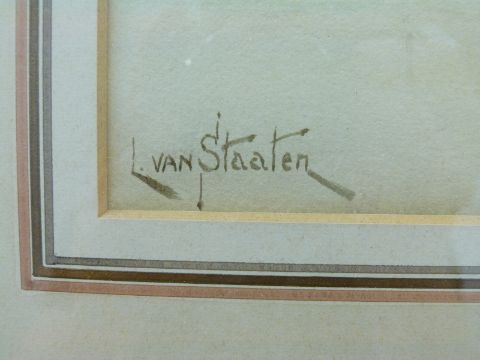 L. VAN Staaten